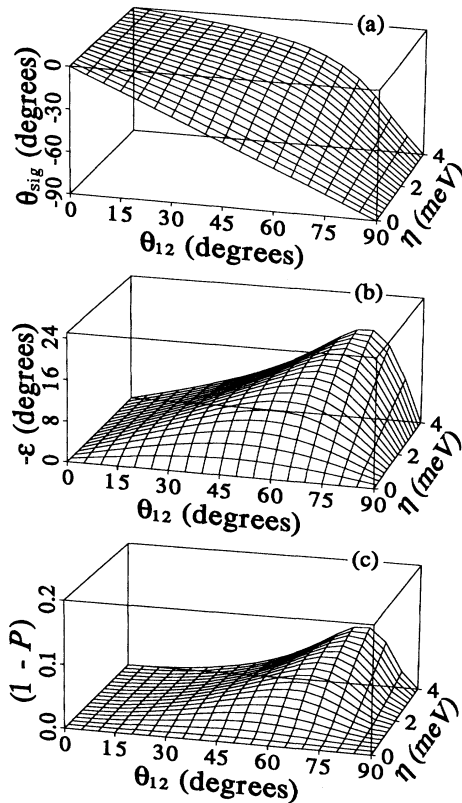 (a)
0
-30
-60
-90
θsig (degrees)
0 15 30 45 60 75 90
θ12 (degrees)
0 2 4
η (meV)
(b)
24
16
8
0
-ε (degrees)
0 15 30 45 60 75 90
θ12 (degrees)
0 2 4
η (meV)
(c)
0.2
0.1
0.0
(1 - P)
0 15 30 45 60 75 90
θ12 (degrees)
0 2 4
η (meV)